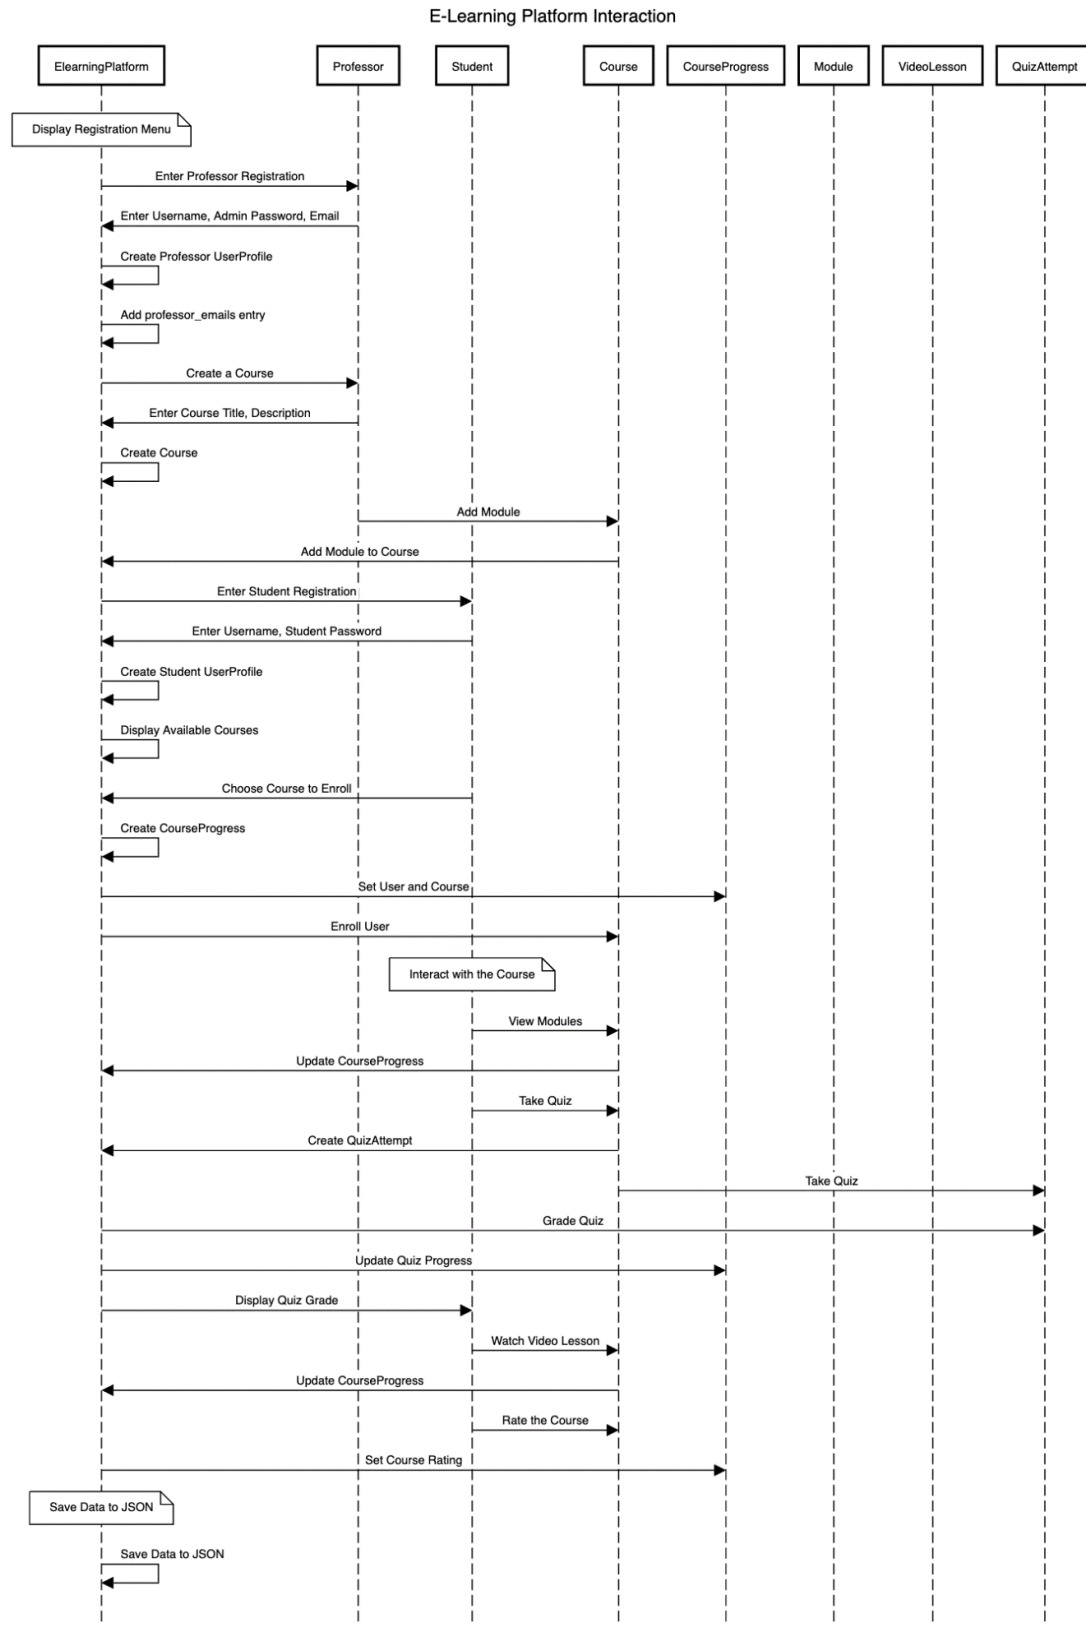 E-Learning Platform Interaction
ElearningPlatform
Professor
Student
Course
CourseProgress
Module
VideoLesson
QuizAttempt
Display Registration Menu
Enter Professor Registration
Enter Username, Admin Password, Email
Create Professor UserProfile
Add professor_emails entry
Create a Course
Enter Course Title, Description
Create Course
Add Module
Add Module to Course
Enter Student Registration
Enter Username, Student Password
Create Student UserProfile
Display Available Courses
Choose Course to Enroll
Create CourseProgress
Set User and Course
Enroll User
Interact with the Course
View Modules
Update CourseProgress
Take Quiz
Create QuizAttempt
Take Quiz
Grade Quiz
Update Quiz Progress
Display Quiz Grade
Watch Video Lesson
Update CourseProgress
Rate the Course
Set Course Rating
Save Data to JSON
Save Data to JSON